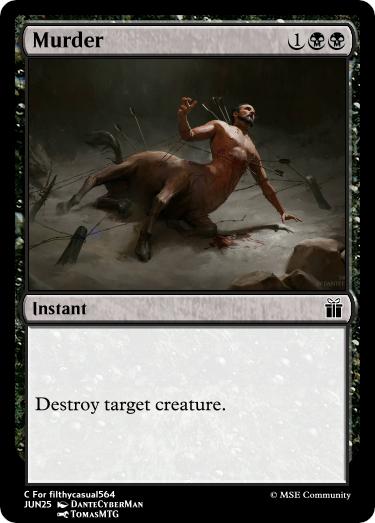 Murder 1
Instant
Destroy target creature.
C For filthycasual564
JUN25 DanteCyberMan
TomasMTG
© MSE Community